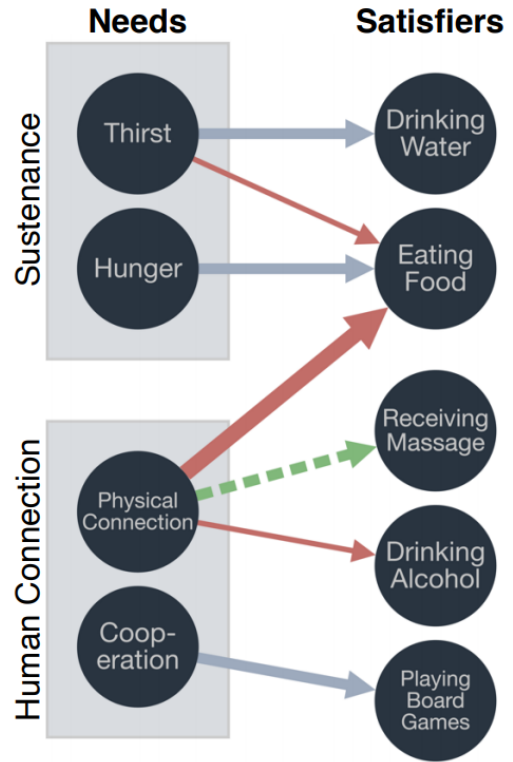 Needs
Satisfiers
Sustenance
Thirst
Hunger
Drinking
Water
Eating
Food
Human Connection
Physical
Connection
Coop-
eration
Receiving
Massage
Drinking
Alcohol
Playing
Board
Games